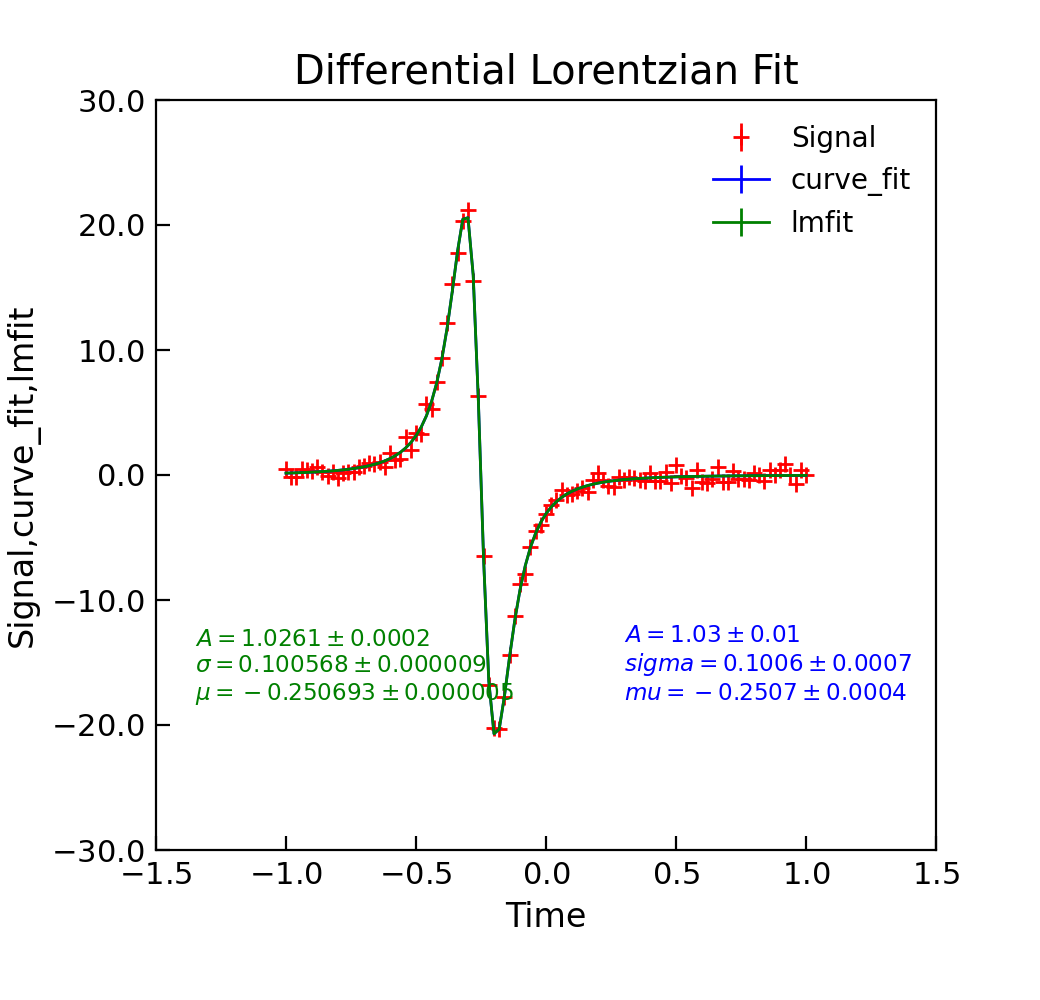 Differential Lorentzian Fit
30.0
20.0
10.0
0.0
−10.0
−20.0
−30.0
Signal,curve_fit,lmfit
Signal
curve_fit
lmfit
A = 1.0261 ± 0.0002
σ = 0.100568 ± 0.000009
μ = − 0.250693 ± 0.000006
A = 1.03 ± 0.01
sigma = 0.1006 ± 0.0007
mu = − 0.2507 ± 0.0004
−1.5 −1.0 −0.5 0.0 0.5 1.0 1.5
Time